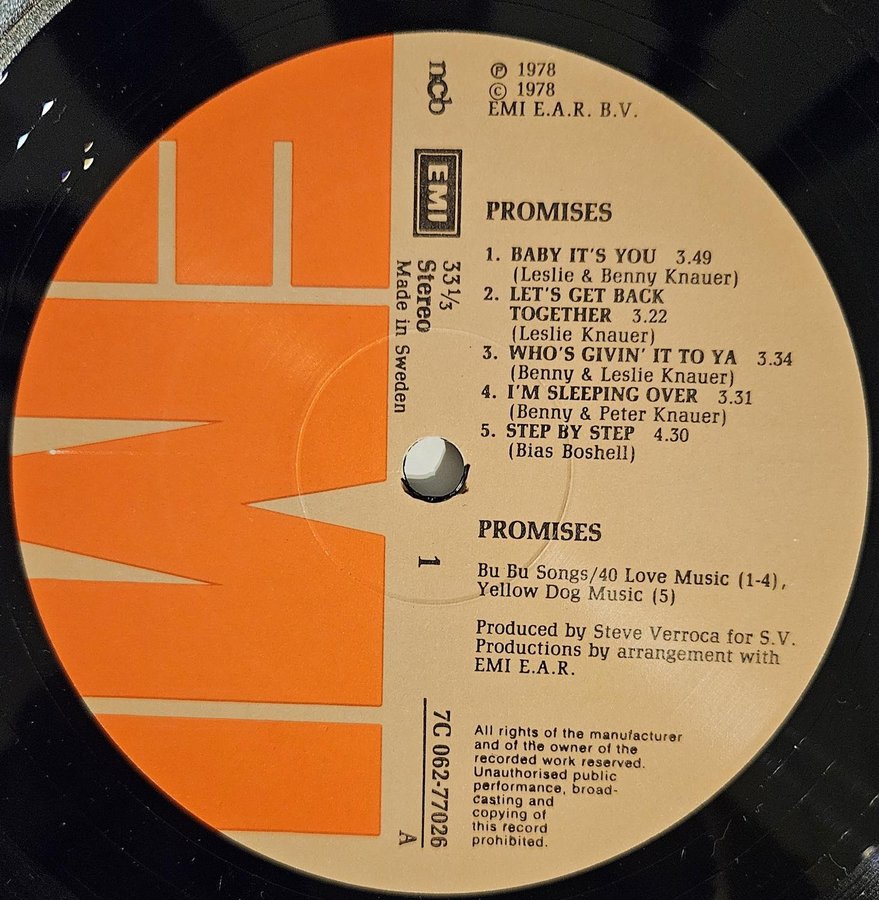 ncb
℗ 1978
© 1978
EMI E.A.R. B.V.
EMI
33 1/3
Stereo
Made in Sweden
PROMISES
1. BABY IT'S YOU 3.49
(Leslie & Benny Knauer)
2. LET'S GET BACK
TOGETHER 3.22
(Leslie Knauer)
3. WHO'S GIVIN' IT TO YA 3.34
(Benny & Leslie Knauer)
4. I'M SLEEPING OVER 3.31
(Benny & Peter Knauer)
5. STEP BY STEP 4.30
(Bias Boshell)
1
PROMISES
Bu Bu Songs/40 Love Music (1-4),
Yellow Dog Music (5)
Produced by Steve Verroca for S.V.
Productions by arrangement with
EMI E.A.R.
7C 062-77026
A
All rights of the manufacturer
and of the owner of the
recorded work reserved.
Unauthorised public
performance, broad-
casting and
copying of
this record
prohibited.
EMI